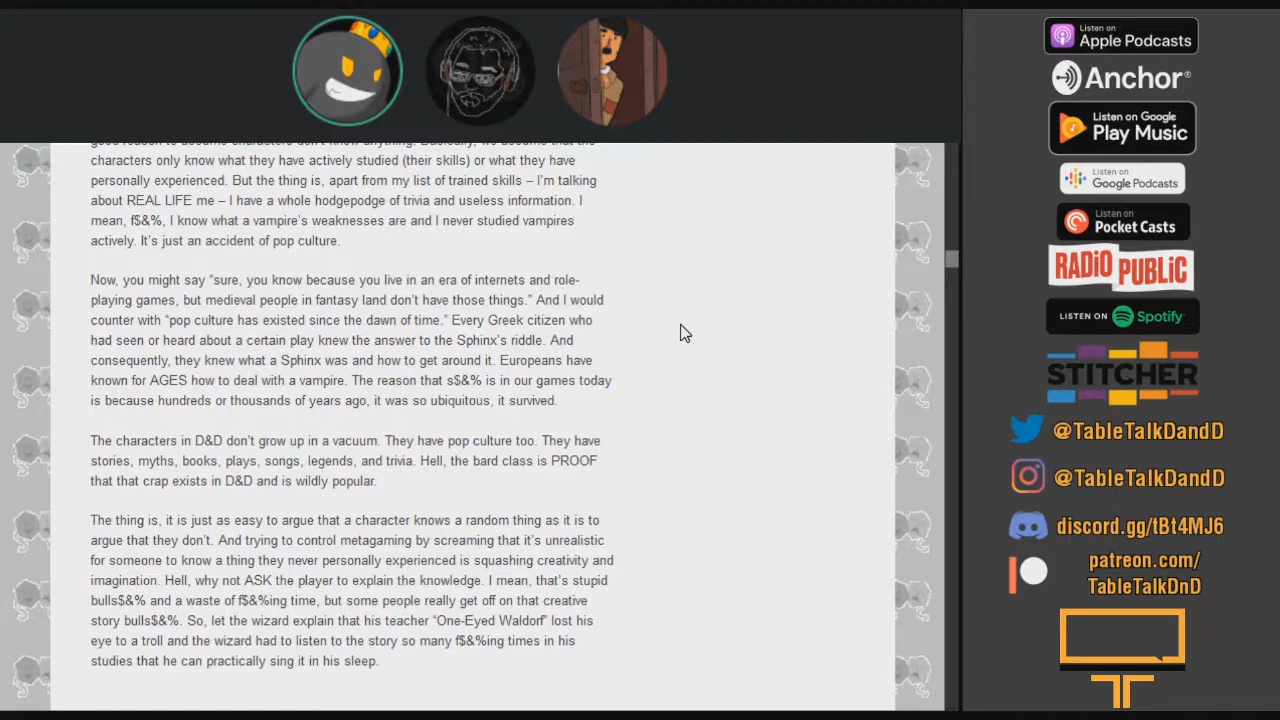 good reason to assume characters don't know anything. Basically, we assume that the
characters only know what they have actively studied (their skills) or what they have
personally experienced. But the thing is, apart from my list of trained skills – I'm talking
about REAL LIFE me – I have a whole hodgepodge of trivia and useless information. I
mean, f$&%, I know what a vampire's weaknesses are and I never studied vampires
actively. It's just an accident of pop culture.
Now, you might say “sure, you know because you live in an era of internets and role-
playing games, but medieval people in fantasy land don't have those things.” And I would
counter with “pop culture has existed since the dawn of time.” Every Greek citizen who
had seen or heard about a certain play knew the answer to the Sphinx's riddle. And
consequently, they knew what a Sphinx was and how to get around it. Europeans have
known for AGES how to deal with a vampire. The reason that s$&% is in our games today
is because hundreds or thousands of years ago, it was so ubiquitous, it survived.
The characters in D&D don't grow up in a vacuum. They have pop culture too. They have
stories, myths, books, plays, songs, legends, and trivia. Hell, the bard class is PROOF
that that crap exists in D&D and is wildly popular.
The thing is, it is just as easy to argue that a character knows a random thing as it is to
argue that they don't. And trying to control metagaming by screaming that it's unrealistic
for someone to know a thing they never personally experienced is squashing creativity and
imagination. Hell, why not ASK the player to explain the knowledge. I mean, that's stupid
bulls$&% and a waste of f$&%ing time, but some people really get off on that creative
story bulls$&%. So, let the wizard explain that his teacher “One-Eyed Waldorf” lost his
eye to a troll and the wizard had to listen to the story so many f$&%ing times in his
studies that he can practically sing it in his sleep.
Listen on
Apple Podcasts
Anchor®
Listen on Google
Play Music
Listen on
Google Podcasts
Listen on
Pocket Casts
RADiO PUBLiC
LISTEN ON Spotify
STITCHER
@TableTalkDandD
@TableTalkDandD
discord.gg/tBt4MJ6
patreon.com/
TableTalkDnD